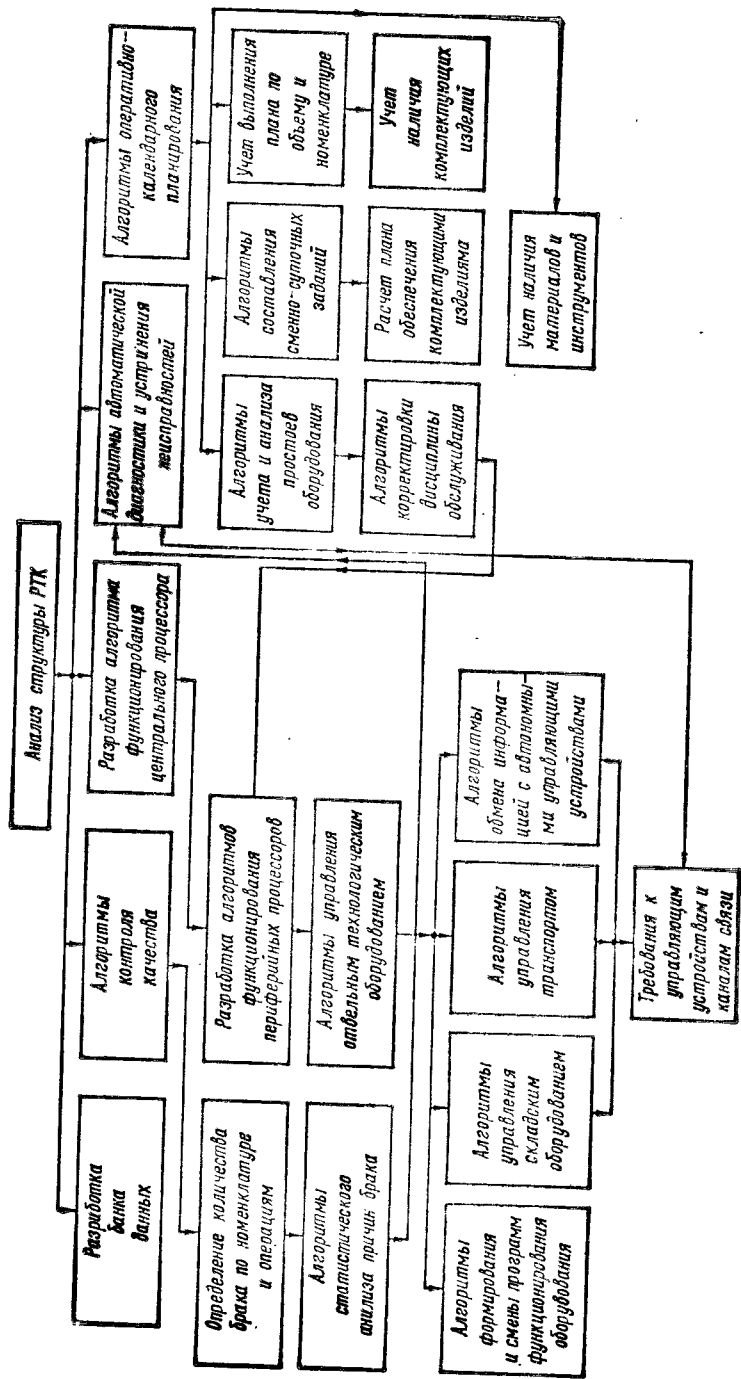 Анализ структуры РТК
Разработка
банка
данных
Алгоритмы
контроля
качества
Разработка алгоритма
функционирования
центрального процессора
Алгоритмы автоматической
диагностики и устранения
неисправностей
Алгоритмы оперативно-
календарного
планирования
Определение количества
брака по номенклатуре
и операциям
Разработка алгоритмов
функционирования
периферийных процессоров
Алгоритмы
учета и анализа
простоев
оборудования
Алгоритмы
составления
сменно-суточных
заданий
Учет выполнения
плана по
объему и
номенклатуре
Алгоритмы
статистического
анализа причин брака
Алгоритмы управления
отдельным технологическим
оборудованием
Алгоритмы
корректировки
дисциплины
обслуживания
Расчет плана
обеспечения
комплектующими
изделияма
Учет
наличия
комплектующих
изделий
Алгоритмы
формирования
и смены программ
функционирования
оборудования
Алгоритмы
управления
складским
оборудованием
Алгоритмы
управления
транспортом
Алгоритмы
обмена информа-
цией с автономны-
ми управляющими
устройствами
Учет наличия
материалов и
инструментов
Требования к
управляющим
устройствам и
каналам связи